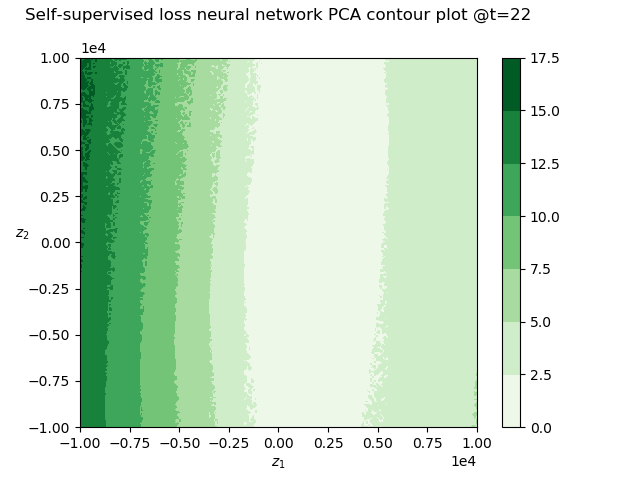 Self-supervised loss neural network PCA contour plot @t=22
1e4
1.00
0.75
0.50
0.25
0.00
−0.25
−0.50
−0.75
−1.00
z2
−1.00 −0.75 −0.50 −0.25 0.00 0.25 0.50 0.75 1.00
z1
1e4
17.5
15.0
12.5
10.0
7.5
5.0
2.5
0.0